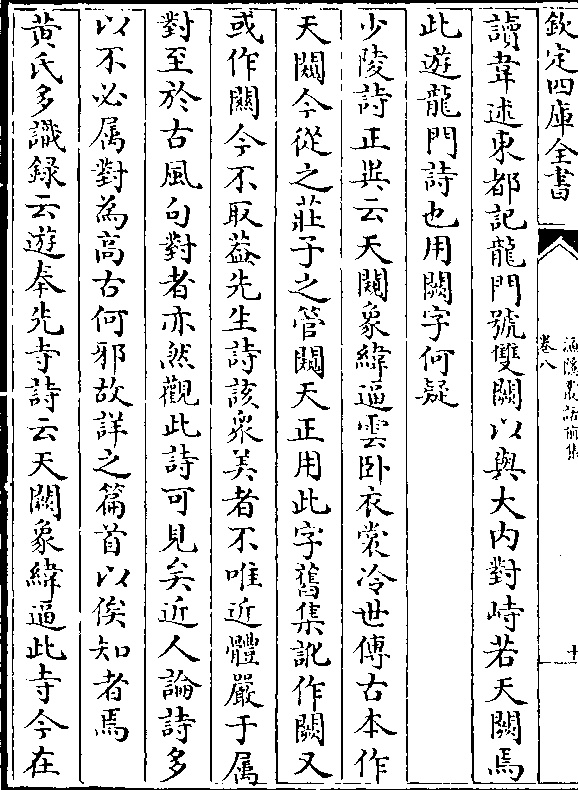 欽定四庫全書
漁隱叢話前集
卷八
十
讀韋述東都記龍門號雙闕以與大内對峙若天闕焉
此遊龍門詩也用闕字何疑
少陵詩正異云天闚象緯逼雲卧衣裳冷世傳古本作
天闚今從之莊子之管闚天正用此字舊集訛作闕又
或作關今不取葢先生詩該衆美者不唯近體嚴于属
對至於古風句對者亦然觀此詩可見矣近人論詩多
以不必属對為高古何邪故詳之篇首以俟知者焉
黄氏多識録云遊奉先寺詩云天闕象緯逼此寺今在